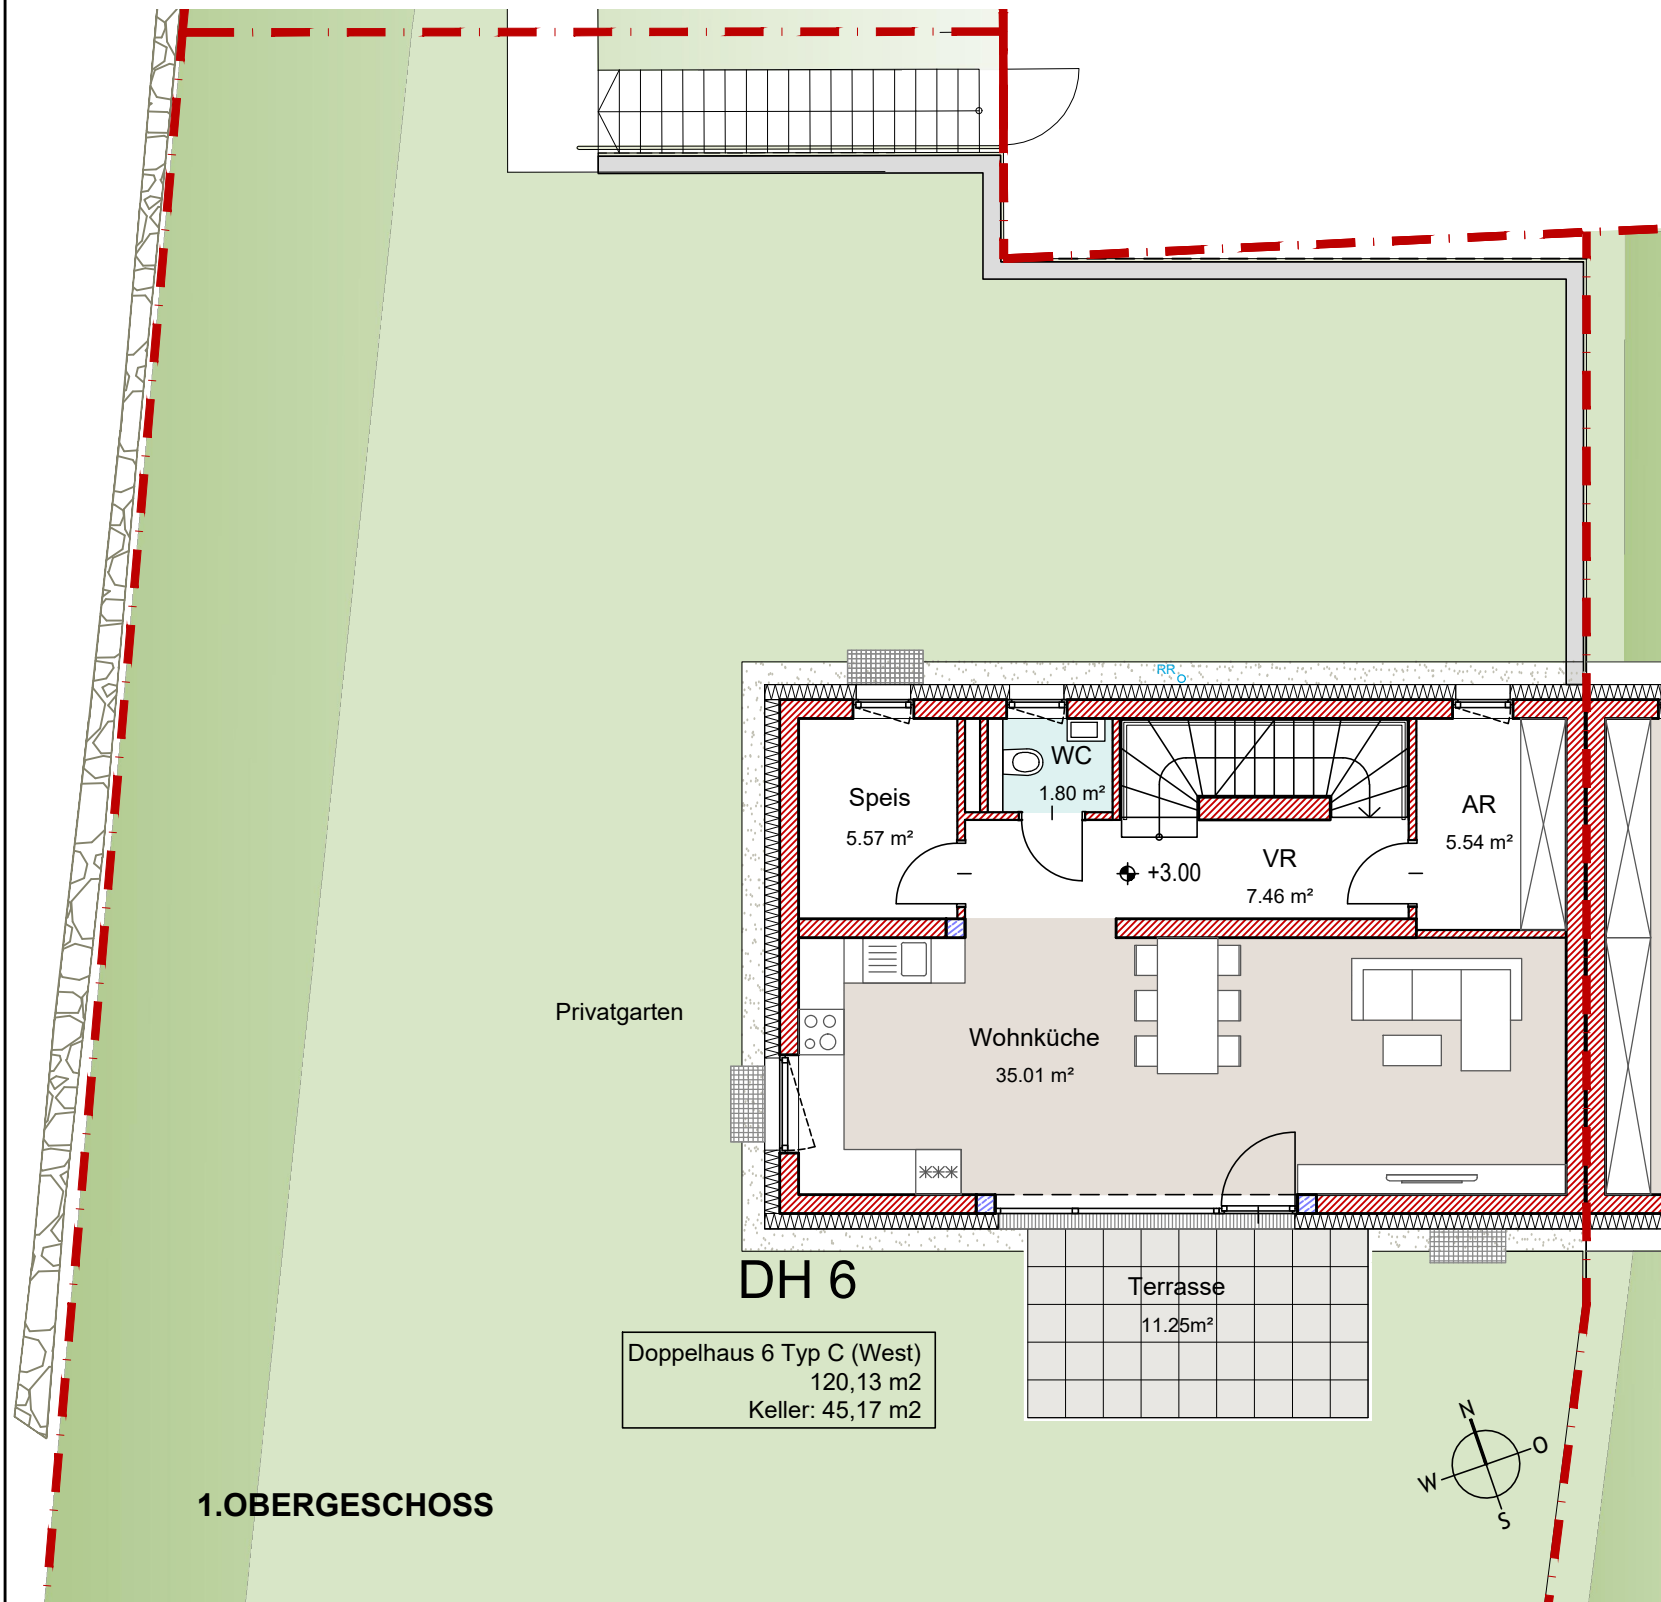 RR
WC
1.80 m²
Speis
5.57 m²
AR
5.54 m²
VR
7.46 m²
+3.00
Privatgarten
Wohnküche
35.01 m²
DH 6
Terrasse
11.25m²
Doppelhaus 6 Typ C (West)
120,13 m2
Keller: 45,17 m2
N
O
W
S
1.OBERGESCHOSS